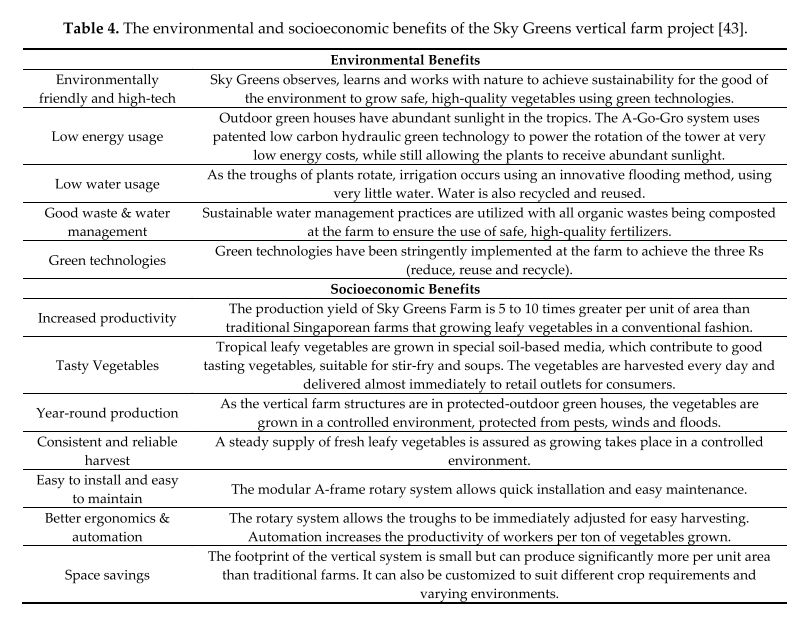 Table 4. The environmental and socioeconomic benefits of the Sky Greens vertical farm project [43].
Environmental Benefits
Environmentally
friendly and high-tech
Sky Greens observes, learns and works with nature to achieve sustainability for the good of
the environment to grow safe, high-quality vegetables using green technologies.
Low energy usage
Outdoor green houses have abundant sunlight in the tropics. The A-Go-Gro system uses
patented low carbon hydraulic green technology to power the rotation of the tower at very
low energy costs, while still allowing the plants to receive abundant sunlight.
Low water usage
As the troughs of plants rotate, irrigation occurs using an innovative flooding method, using
very little water. Water is also recycled and reused.
Good waste & water
management
Sustainable water management practices are utilized with all organic wastes being composted
at the farm to ensure the use of safe, high-quality fertilizers.
Green technologies
Green technologies have been stringently implemented at the farm to achieve the three Rs
(reduce, reuse and recycle).
Socioeconomic Benefits
Increased productivity
The production yield of Sky Greens Farm is 5 to 10 times greater per unit of area than
traditional Singaporean farms that growing leafy vegetables in a conventional fashion.
Tasty Vegetables
Tropical leafy vegetables are grown in special soil-based media, which contribute to good
tasting vegetables, suitable for stir-fry and soups. The vegetables are harvested every day and
delivered almost immediately to retail outlets for consumers.
Year-round production
As the vertical farm structures are in protected-outdoor green houses, the vegetables are
grown in a controlled environment, protected from pests, winds and floods.
Consistent and reliable
harvest
A steady supply of fresh leafy vegetables is assured as growing takes place in a controlled
environment.
Easy to install and easy
to maintain
The modular A-frame rotary system allows quick installation and easy maintenance.
Better ergonomics &
automation
The rotary system allows the troughs to be immediately adjusted for easy harvesting.
Automation increases the productivity of workers per ton of vegetables grown.
Space savings
The footprint of the vertical system is small but can produce significantly more per unit area
than traditional farms. It can also be customized to suit different crop requirements and
varying environments.